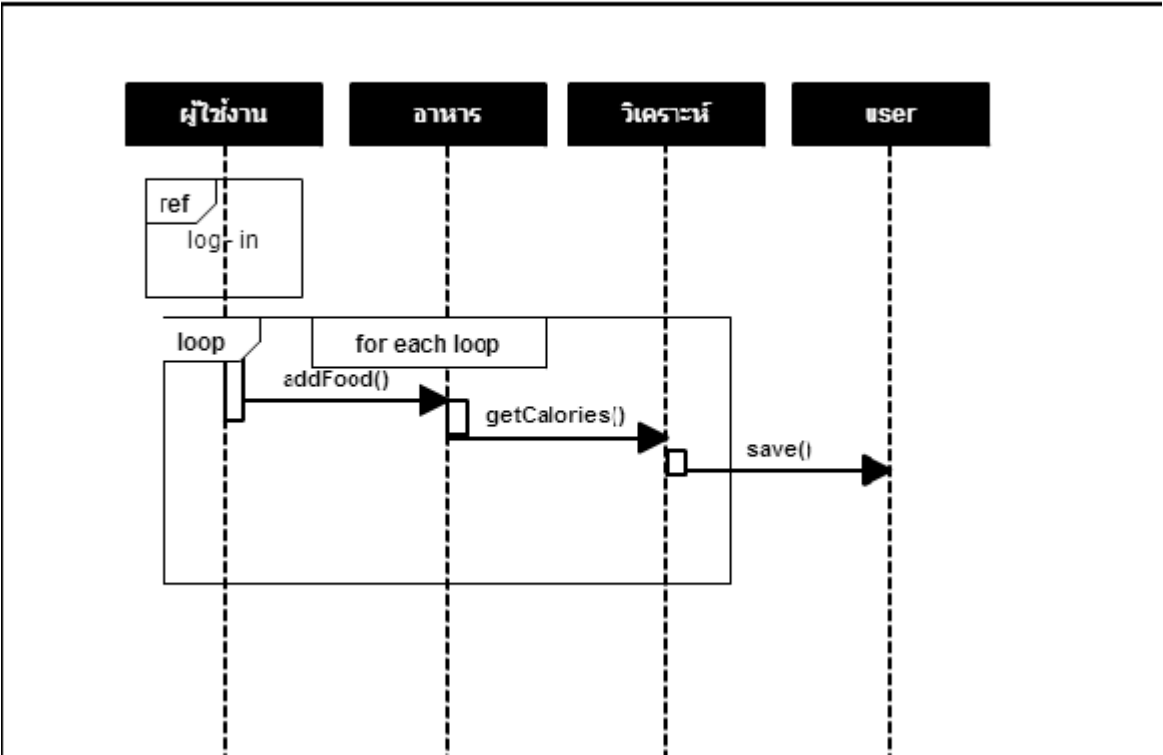 ผู้ใช้งาน
อาหาร
วิเคราะห์
user
ref
log- in
loop
for each loop
addFood()
getCalories()
save()